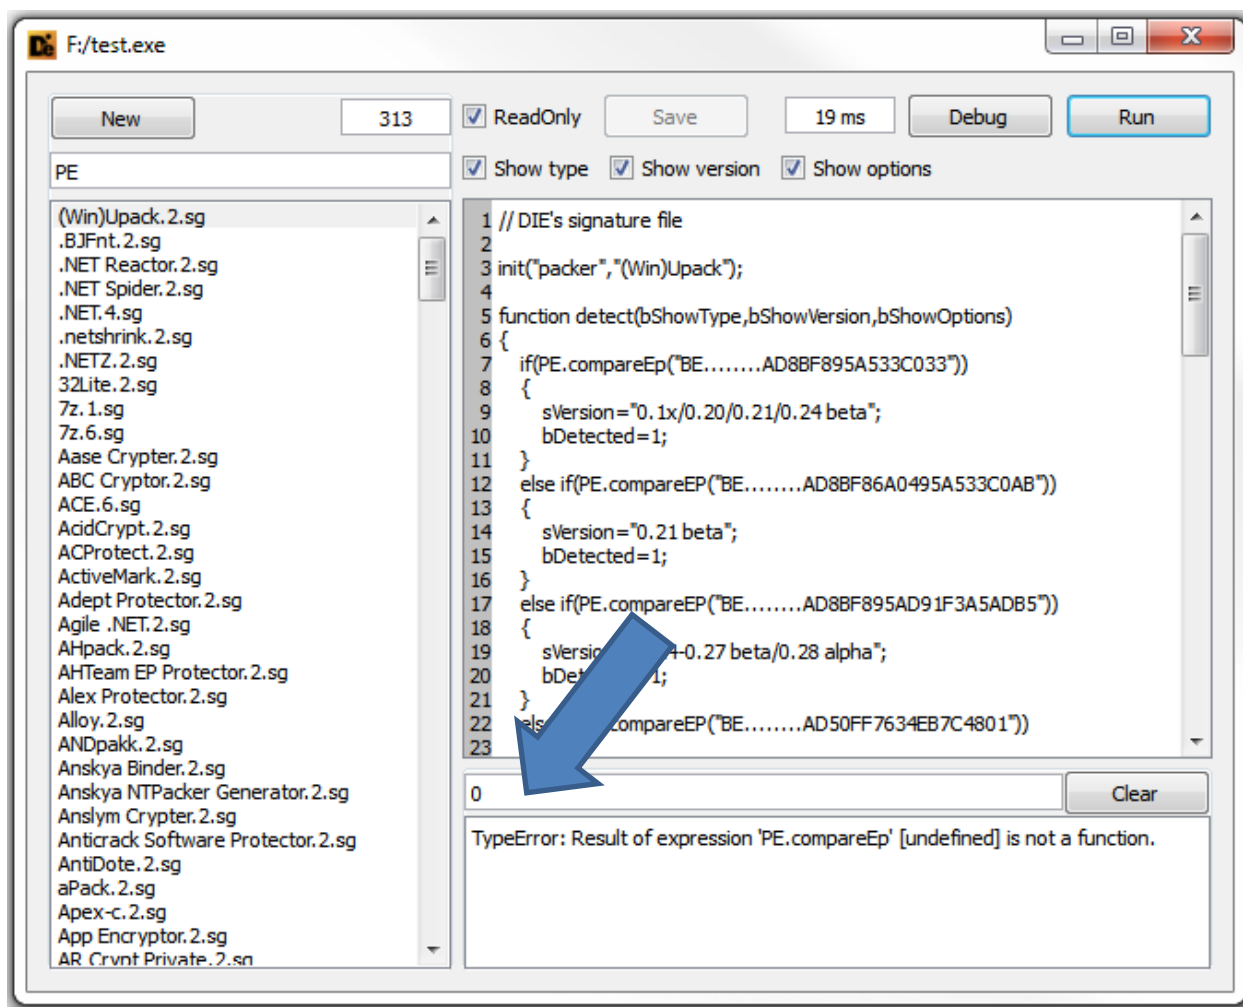 F:/test.exe
New
313
ReadOnly
Save
19 ms
Debug
Run
PE
Show type
Show version
Show options
(Win)Upack.2.sg
.BJFnt.2.sg
.NET Reactor.2.sg
.NET Spider.2.sg
.NET.4.sg
.netshrink.2.sg
.NETZ.2.sg
32Lite.2.sg
7z.1.sg
7z.6.sg
Aase Crypter.2.sg
ABC Cryptor.2.sg
ACE.6.sg
AcidCrypt.2.sg
ACProtect.2.sg
ActiveMark.2.sg
Adept Protector.2.sg
Agile .NET.2.sg
AHpack.2.sg
AHTeam EP Protector.2.sg
Alex Protector.2.sg
Alloy.2.sg
ANDpakk.2.sg
Anskya Binder.2.sg
Anskya NTPacker Generator.2.sg
Anslym Crypter.2.sg
Anticrack Software Protector.2.sg
AntiDote.2.sg
aPack.2.sg
Apex-c.2.sg
App Encryptor.2.sg
AR Crypt Private.2.sg
1 // DIE's signature file
2
3 init("packer","(Win)Upack");
4
5 function detect(bShowType,bShowVersion,bShowOptions)
6 {
7 if(PE.compareEp("BE........AD8BF895A533C033"))
8 {
9 sVersion="0.1x/0.20/0.21/0.24 beta";
10 bDetected=1;
11 }
12 else if(PE.compareEP("BE........AD8BF86A0495A533C0AB"))
13 {
14 sVersion="0.21 beta";
15 bDetected=1;
16 }
17 else if(PE.compareEP("BE........AD8BF895AD91F3A5ADB5"))
18 {
19 -0.27 beta/0.28 alpha";
20 1;
21 }
22 compareEP("BE........AD50FF7634EB7C4801"))
23
0
Clear
TypeError: Result of expression 'PE.compareEp' [undefined] is not a function.